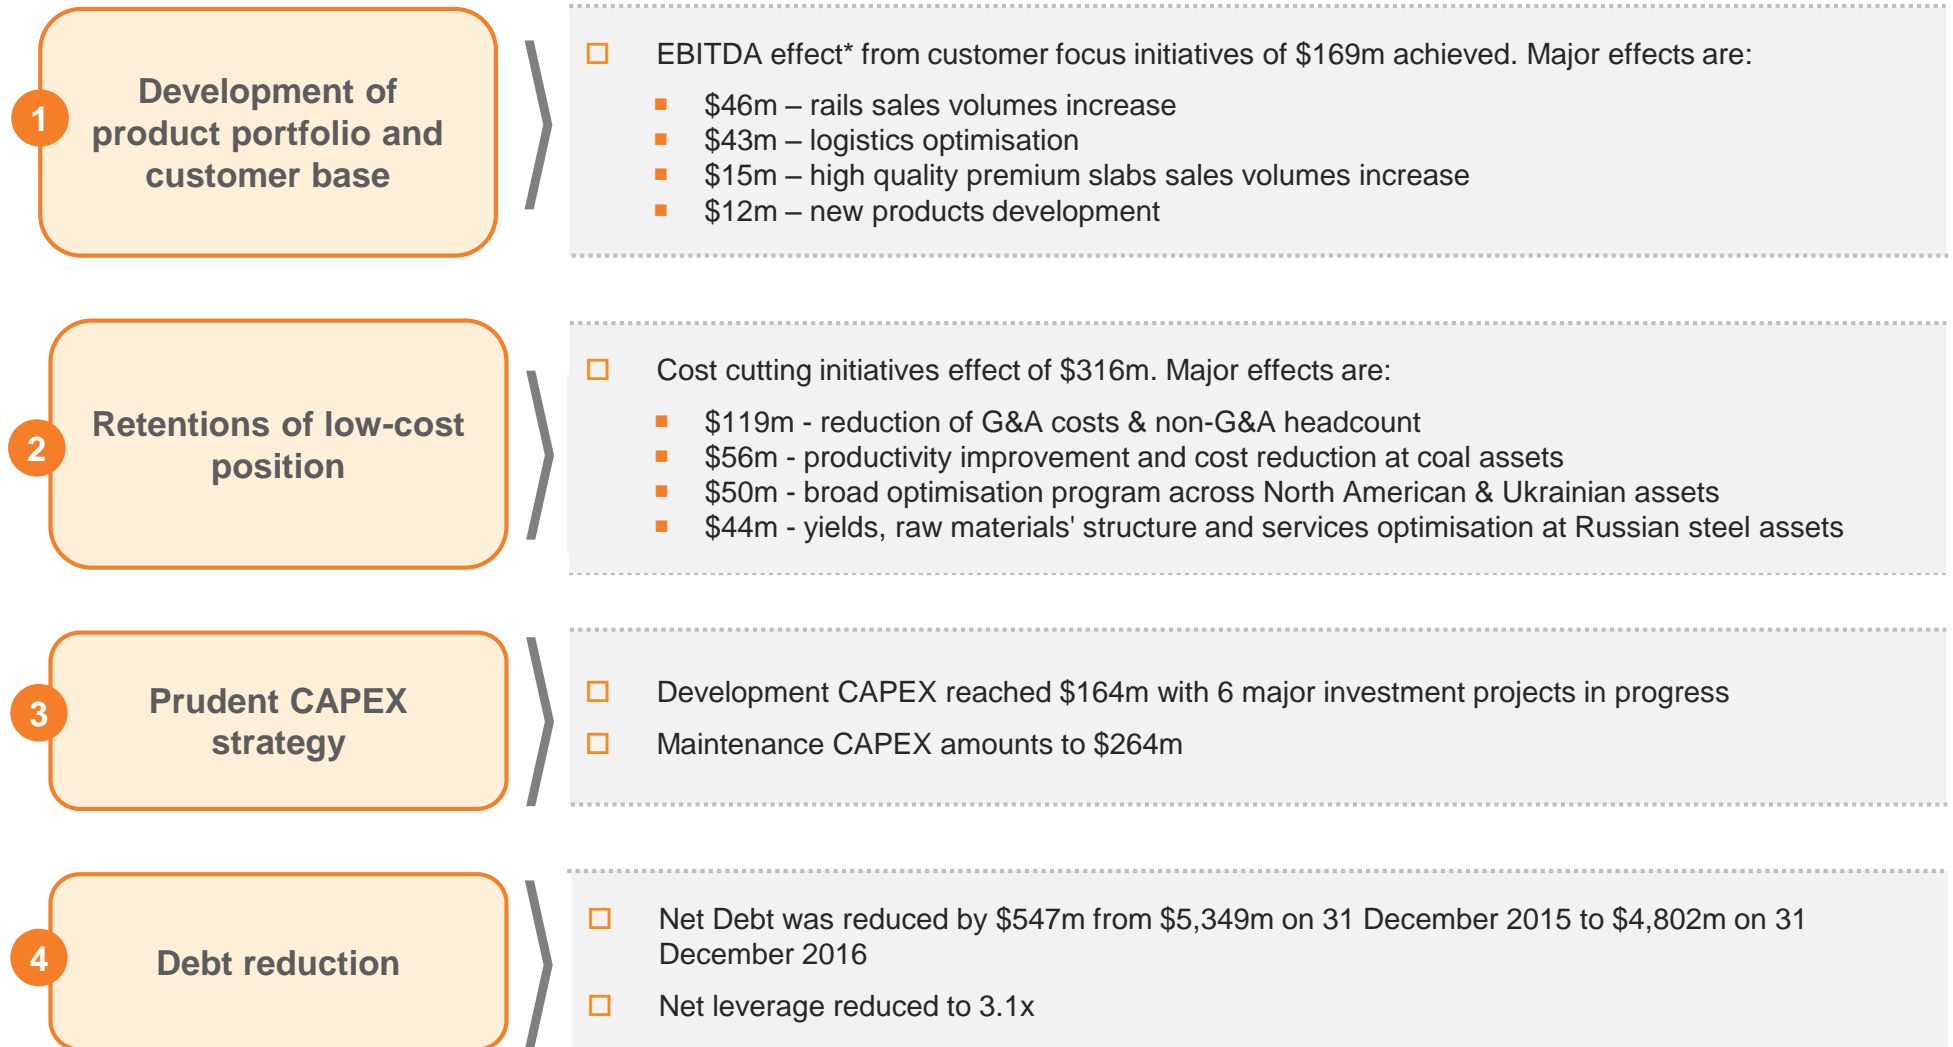 1
Development of
product portfolio and
customer base
EBITDA effect* from customer focus initiatives of $169m achieved. Major effects are:
$46m – rails sales volumes increase
$43m – logistics optimisation
$15m – high quality premium slabs sales volumes increase
$12m – new products development
2
Retentions of low-cost
position
Cost cutting initiatives effect of $316m. Major effects are:
$119m - reduction of G&A costs & non-G&A headcount
$56m - productivity improvement and cost reduction at coal assets
$50m - broad optimisation program across North American & Ukrainian assets
$44m - yields, raw materials' structure and services optimisation at Russian steel assets
3
Prudent CAPEX
strategy
Development CAPEX reached $164m with 6 major investment projects in progress
Maintenance CAPEX amounts to $264m
4
Debt reduction
Net Debt was reduced by $547m from $5,349m on 31 December 2015 to $4,802m on 31
December 2016
Net leverage reduced to 3.1x